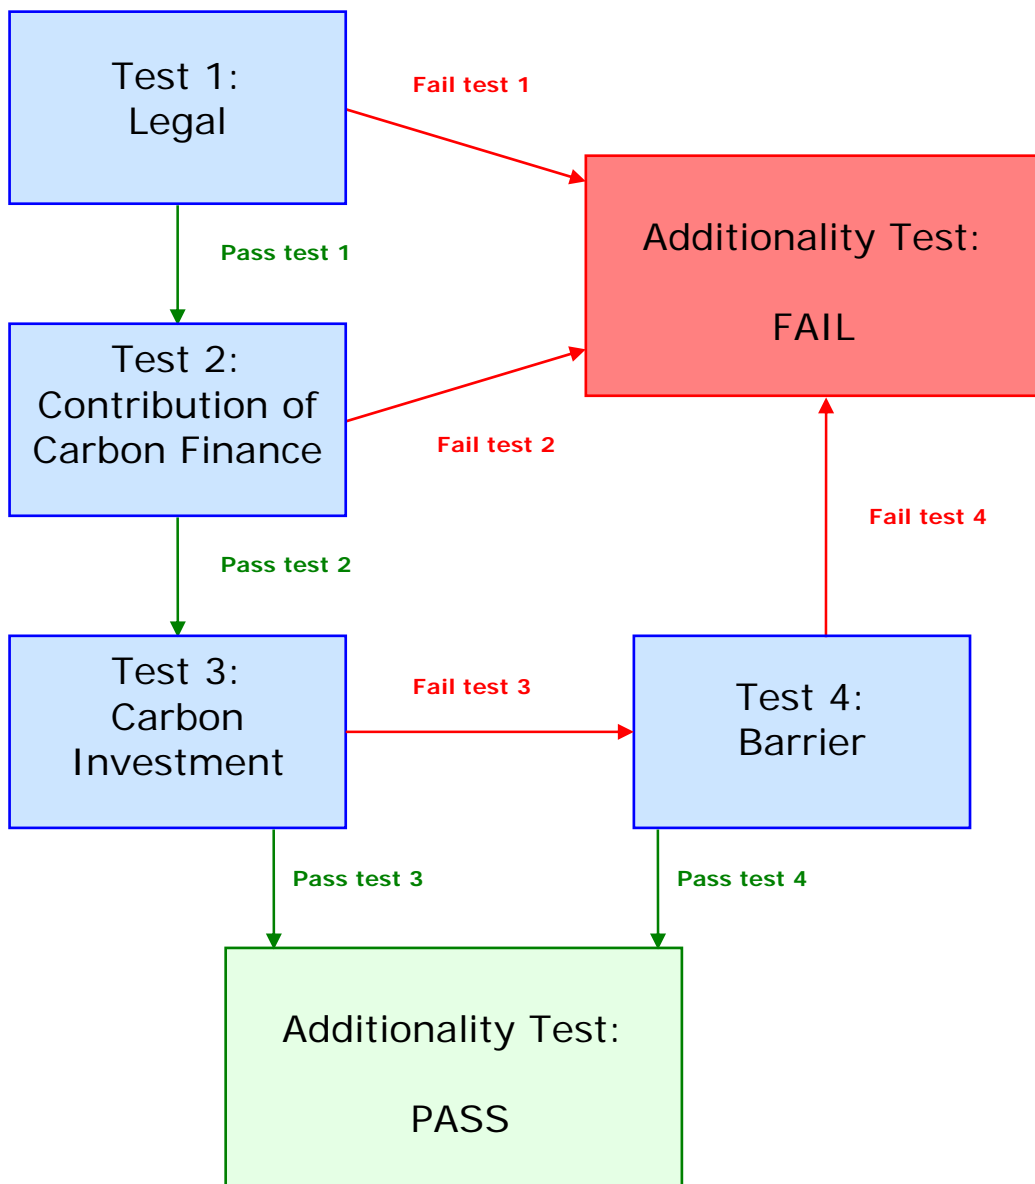 Test 1:
Legal
Fail test 1
Additionality Test:
FAIL
Pass test 1
Test 2:
Contribution of
Carbon Finance
Fail test 2
Fail test 4
Pass test 2
Test 3:
Carbon
Investment
Fail test 3
Test 4:
Barrier
Pass test 3
Pass test 4
Additionality Test:
PASS